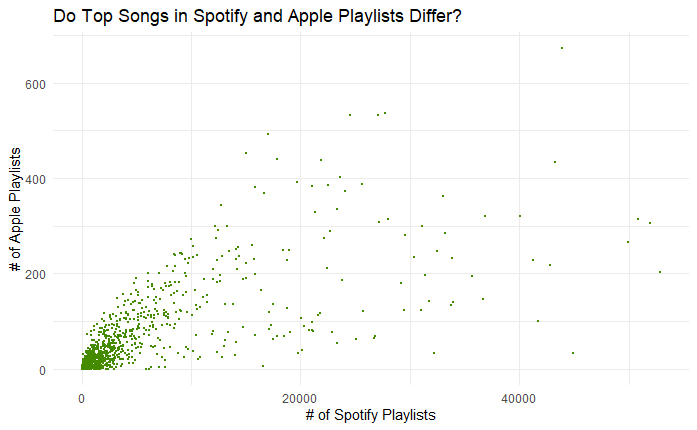 Do Top Songs in Spotify and Apple Playlists Differ?
# of Apple Playlists
600
400
200
0
0
20000
40000
# of Spotify Playlists